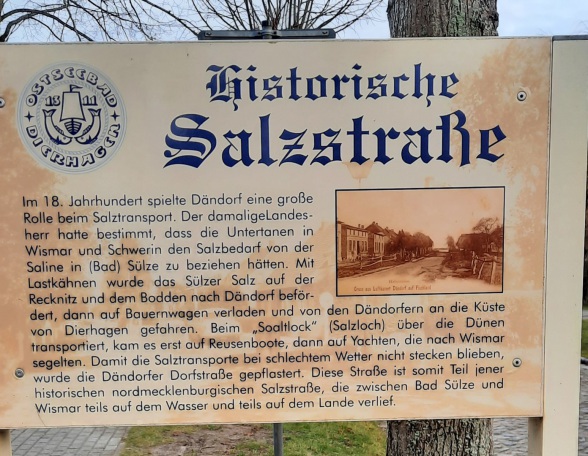 OSTSEEBAD
1311
DIERHAGEN
Historische
Salzstraße
Im 18. Jahrhundert spielte Dändorf eine große
Rolle beim Salztransport. Der damaligeLandes-
herr hatte bestimmt, dass die Untertanen in
Wismar und Schwerin den Salzbedarf von der
Saline in (Bad) Sülze zu beziehen hätten. Mit
Lastkähnen wurde das Sülzer Salz auf der
Recknitz und dem Bodden nach Dändorf beför-
dert, dann auf Bauernwagen verladen und von den Dändorfern an die Küste
von Dierhagen gefahren. Beim „Soaltlock" (Salzloch) über die Dünen
transportiert, kam es erst auf Reusenboote, dann auf Yachten, die nach Wismar
segelten. Damit die Salztransporte bei schlechtem Wetter nicht stecken blieben,
wurde die Dändorfer Dorfstraße gepflastert. Diese Straße ist somit Teil jener
historischen nordmecklenburgischen Salzstraße, die zwischen Bad Sülze und
Wismar teils auf dem Wasser und teils auf dem Lande verlief.